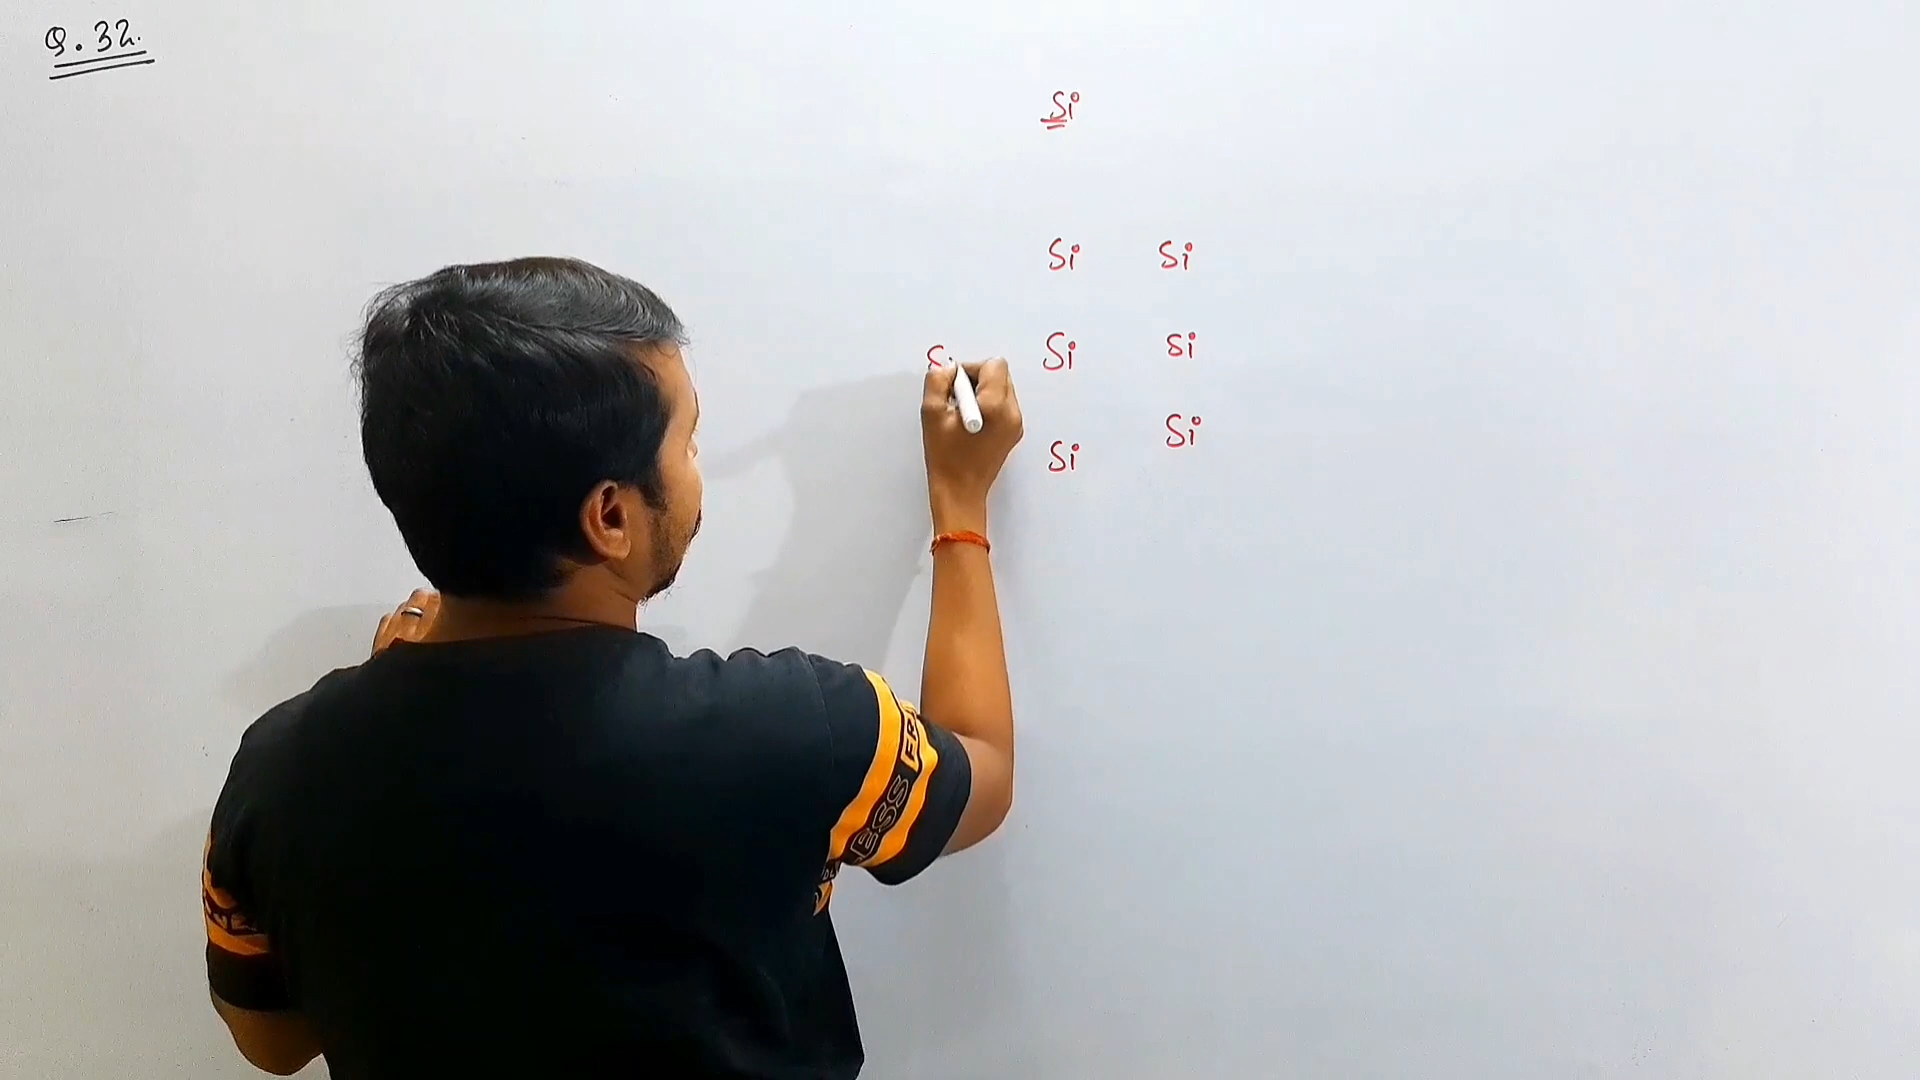 Q. 32.
Si
Si Si
Si Si Si
Si Si